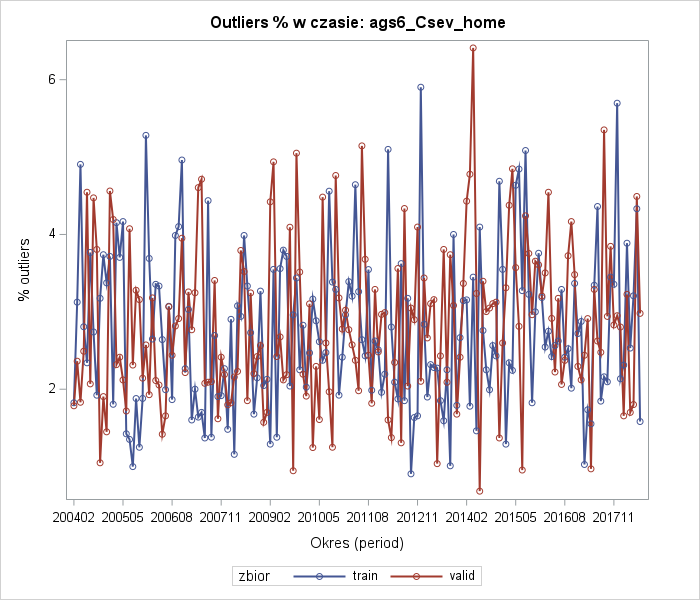 Outliers % w czasie: ags6_Csev_home
% outliers
6
4
2
200402 200505 200608 200711 200902 201005 201108 201211 201402 201505 201608 201711
Okres (period)
zbior train valid